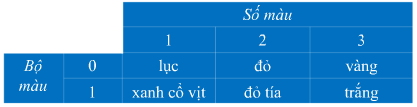 Số màu
1 2 3
Bộ màu 0 lục đỏ vàng
1 xanh cổ vịt đỏ tía trắng